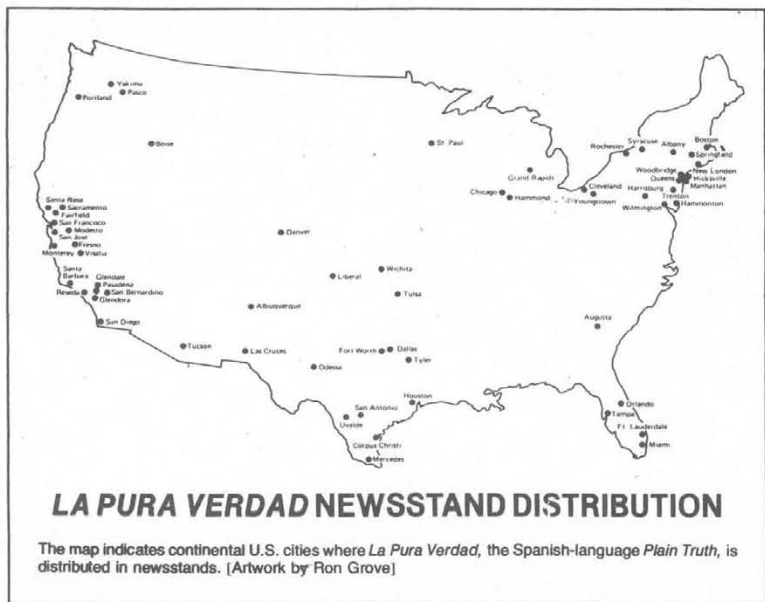 Yakima
Pasco
Portland
Boise
St. Paul
Grand Rapids
Chicago
Hammond
Cleveland
Youngstown
Rochester
Syracuse
Albany
Boston
Springfield
New London
Woodbridge
Queens
Hicksville
Manhattan
Harrisburg
Trenton
Wilmington
Hammonton
Santa Rosa
Sacramento
Fairfield
San Francisco
Modesto
San Jose
Fresno
Monterey
Visalia
Santa
Barbara
Glendale
Pasadena
Reseda
San Bernardino
Glendora
San Diego
Denver
Liberal
Wichita
Tulsa
Albuquerque
Tucson
Las Cruces
Fort Worth
Dallas
Tyler
Odessa
Augusta
Houston
San Antonio
Uvalde
Corpus Christi
Mercedes
Orlando
Tampa
Ft. Lauderdale
Miami
LA PURA VERDAD NEWSSTAND DISTRIBUTION
The map indicates continental U.S. cities where La Pura Verdad, the Spanish-language Plain Truth, is
distributed in newsstands. [Artwork by Ron Grove]